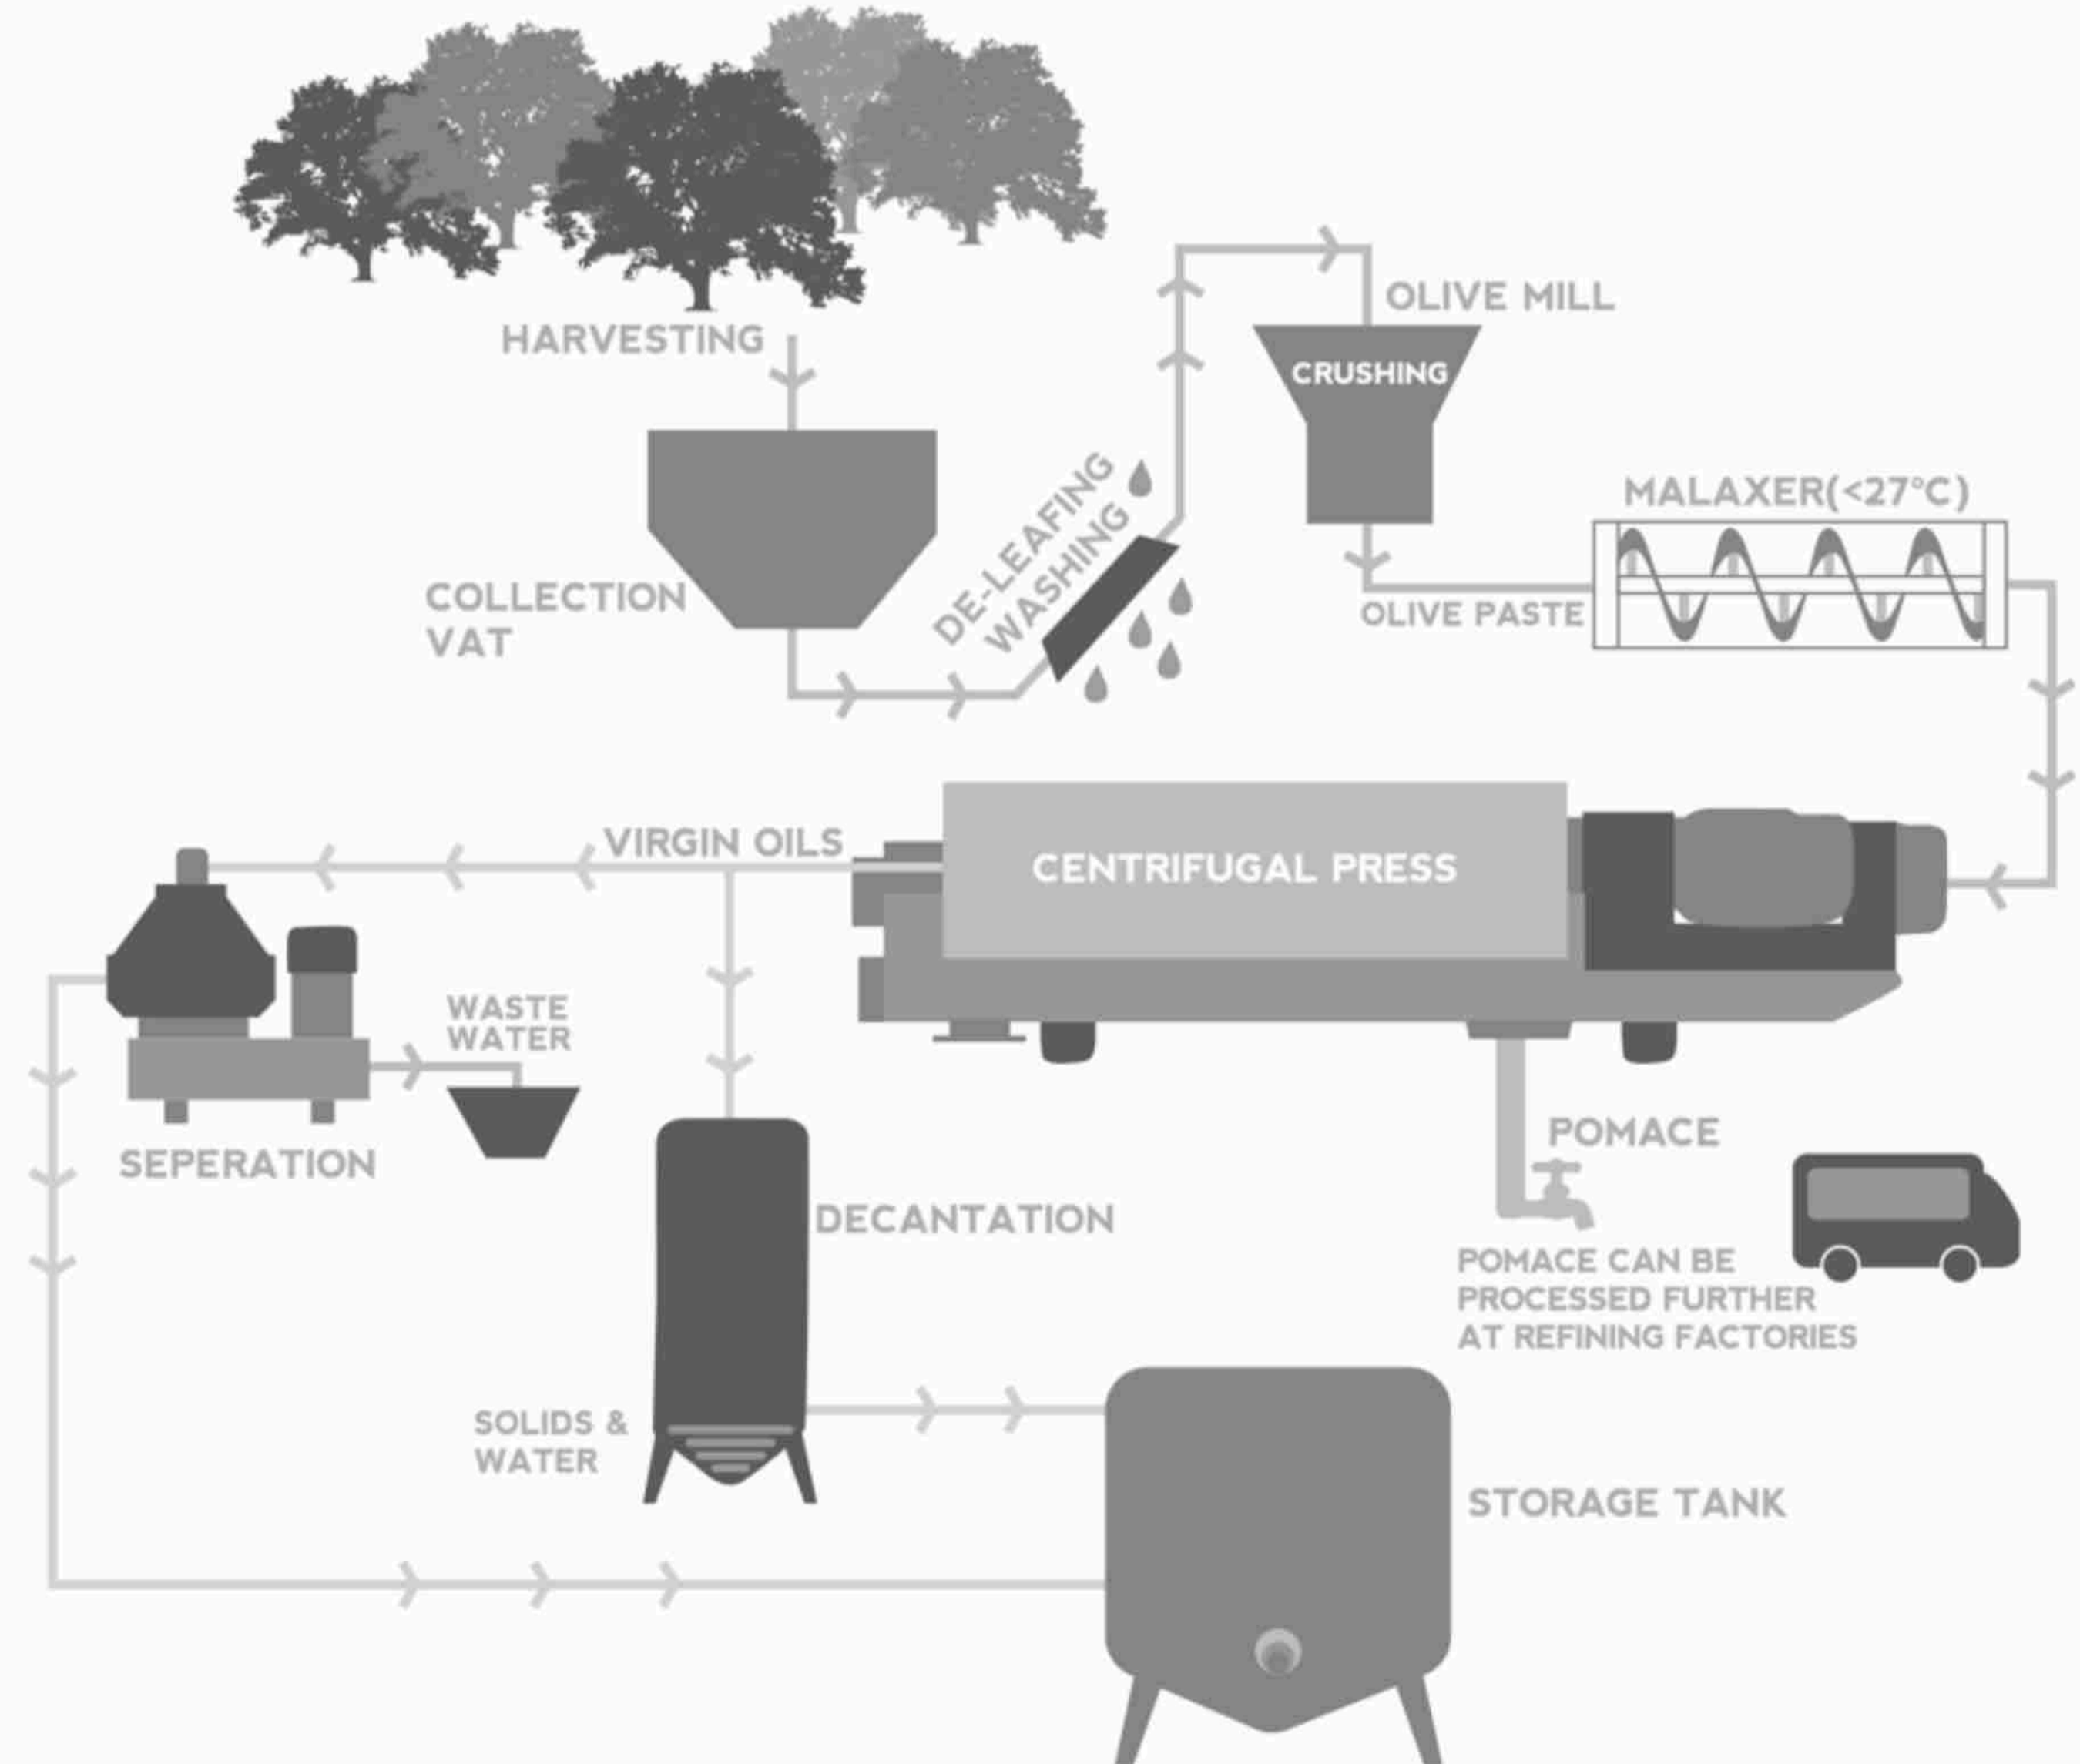 HARVESTING
OLIVE MILL
CRUSHING
DE-LEAFING
WASHING
MALAXER(<27°C)
COLLECTION
VAT
OLIVE PASTE
VIRGIN OILS
CENTRIFUGAL PRESS
WASTE
WATER
SEPERATION
POMACE
DECANTATION
POMACE CAN BE
PROCESSED FURTHER
AT REFINING FACTORIES
SOLIDS &
WATER
STORAGE TANK